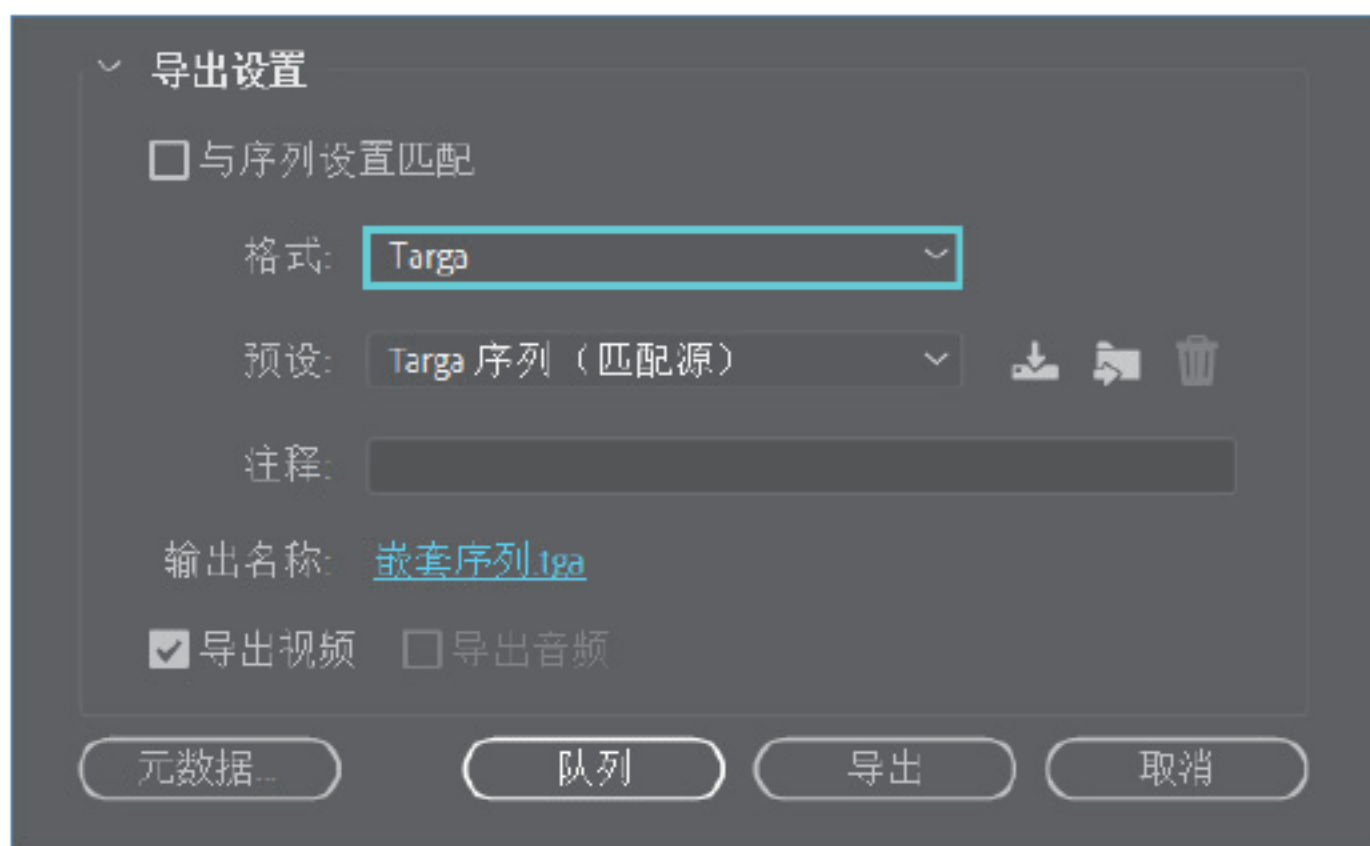 导出设置
与序列设置匹配
格式: Targa
预设: Targa 序列（匹配源）
注释:
输出名称: 嵌套序列.tga
导出视频 导出音频
元数据... 队列 导出 取消